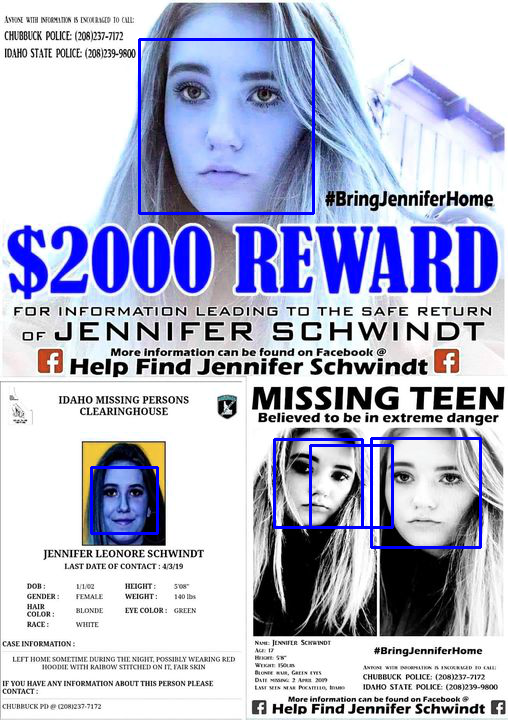 ANYONE WITH INFORMATION IS ENCOURAGED TO CALL:
CHUBBUCK POLICE: (208)237-7172
IDAHO STATE POLICE: (208)239-9800
#BringJenniferHome
$2000 REWARD
FOR INFORMATION LEADING TO THE SAFE RETURN
OF JENNIFER SCHWINDT
More information can be found on Facebook @
Help Find Jennifer Schwindt
IDAHO MISSING PERSONS
CLEARINGHOUSE
JENNIFER LEONORE SCHWINDT
LAST DATE OF CONTACT : 4/3/19
DOB : 1/1/02 HEIGHT : 5'08"
GENDER : FEMALE WEIGHT : 140 lbs
HAIR COLOR : BLONDE EYE COLOR : GREEN
RACE : WHITE
CASE INFORMATION :
LEFT HOME SOMETIME DURING THE NIGHT, POSSIBLY WEARING RED
HOODIE WITH RAIBOW STITCHED ON IT, FAIR SKIN
IF YOU HAVE ANY INFORMATION ABOUT THIS PERSON PLEASE
CONTACT :
CHUBBUCK PD @ (208)237-7172
MISSING TEEN
Believed to be in extreme danger
NAME: JENNIFER SCHWINDT
AGE: 17
HEIGHT: 5'8"
WEIGHT: 150LBS
BLONDE HAIR, GREEN EYES
DATE MISSING: 2 APRIL 2019
LAST SEEN NEAR POCATELLO, IDAHO
#BRINGJENNIFERHOME
ANYONE WITH INFORMATION IS ENCOURAGED TO CALL:
CHUBBUCK POLICE: (208)237-7172
IDAHO STATE POLICE: (208)239-9800
More information can be found on Facebook @
Help Find Jennifer Schwindt